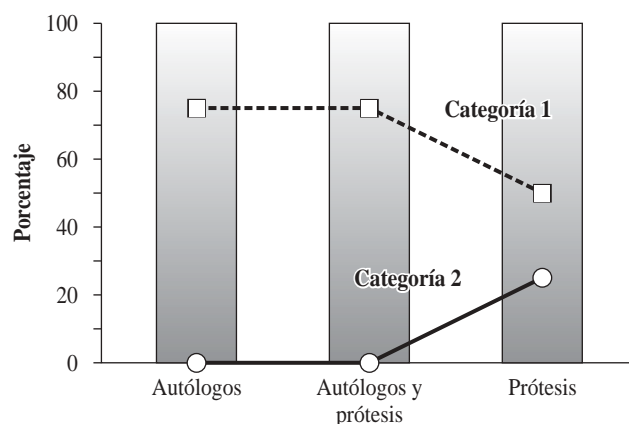 Porcentaje
100
80
60
40
20
0
Categoría 1
Categoría 2
Autólogos
Autólogos y
prótesis
Prótesis